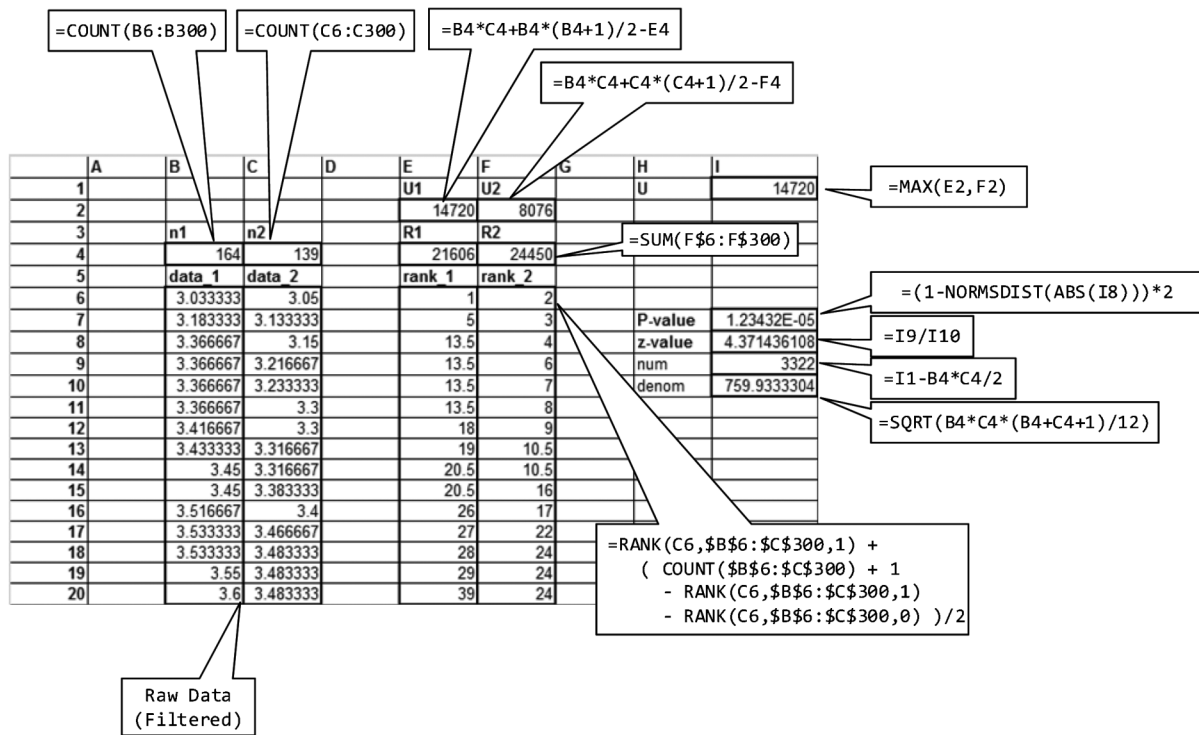 =COUNT(B6:B300)
=COUNT(C6:C300)
=B4*C4+B4*(B4+1)/2-E4
=B4*C4+C4*(C4+1)/2-F4
A B C D E F G H I
1 U1 U2 U 14720
=MAX(E2,F2)
2 14720 8076
3 n1 n2 R1 R2
=SUM(F$6:F$300)
4 164 139 21606 24450
5 data_1 data_2 rank_1 rank_2
=(1-NORMSDIST(ABS(I8)))*2
6 3.033333 3.05 1 2
7 3.183333 3.133333 5 3 P-value 1.23432E-05
8 3.366667 3.15 13.5 4 z-value 4.371436108
=I9/I10
9 3.366667 3.216667 13.5 6 num 3322
=I1-B4*C4/2
10 3.366667 3.233333 13.5 7 denom 759.9333304
=SQRT(B4*C4*(B4+C4+1)/12)
11 3.366667 3.3 13.5 8
12 3.416667 3.3 18 9
13 3.433333 3.316667 19 10.5
14 3.45 3.316667 20.5 10.5
15 3.45 3.383333 20.5 16
16 3.516667 3.4 26 17
17 3.533333 3.466667 27 22
18 3.533333 3.483333 28 24
19 3.55 3.483333 29 24
20 3.6 3.483333 39 24
=RANK(C6,$B$6:$C$300,1) +
( COUNT($B$6:$C$300) + 1
- RANK(C6,$B$6:$C$300,1)
- RANK(C6,$B$6:$C$300,0) )/2
Raw Data
(Filtered)